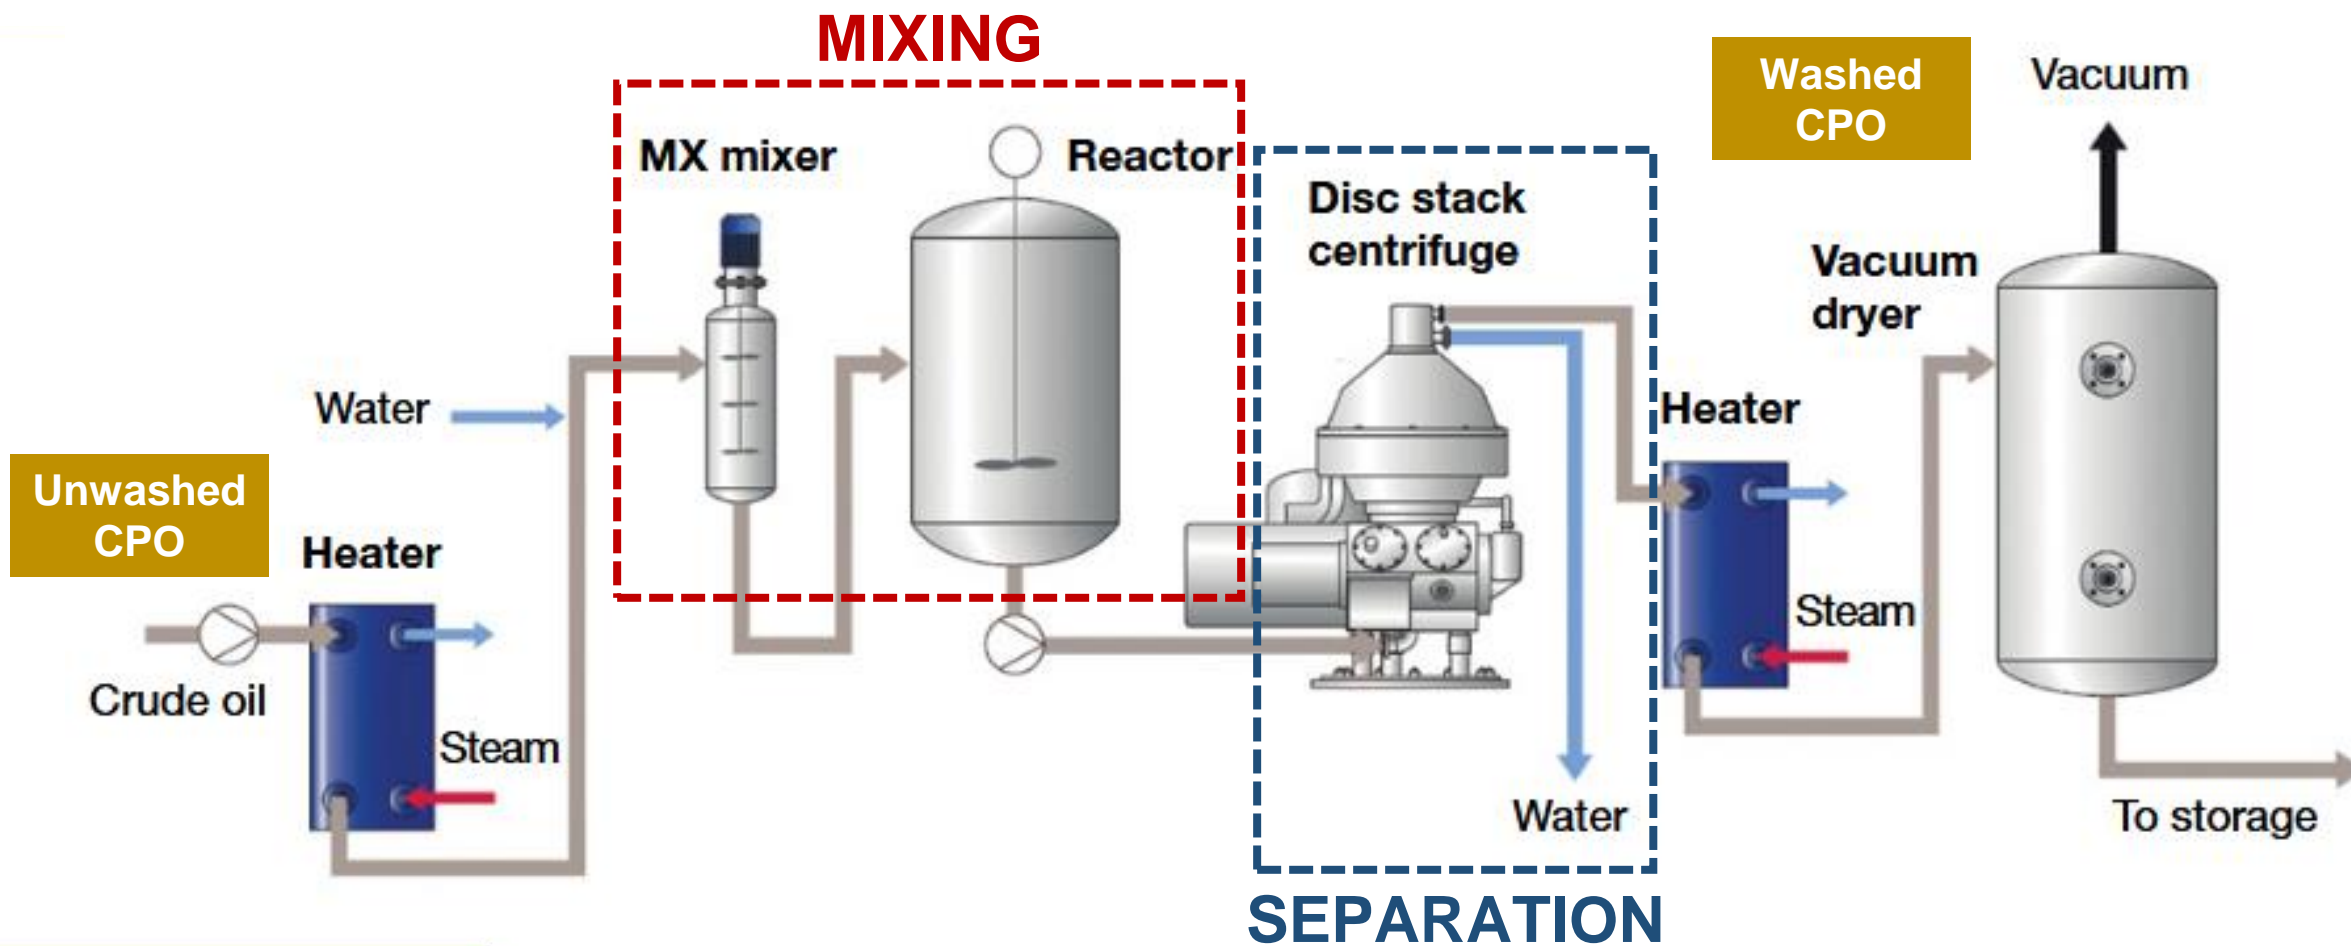 MIXING
MX mixer
Reactor
Washed
CPO
Vacuum
Disc stack
centrifuge
Vacuum
dryer
Water
Heater
Unwashed
CPO
Heater
Steam
Crude oil
Steam
Water
To storage
SEPARATION